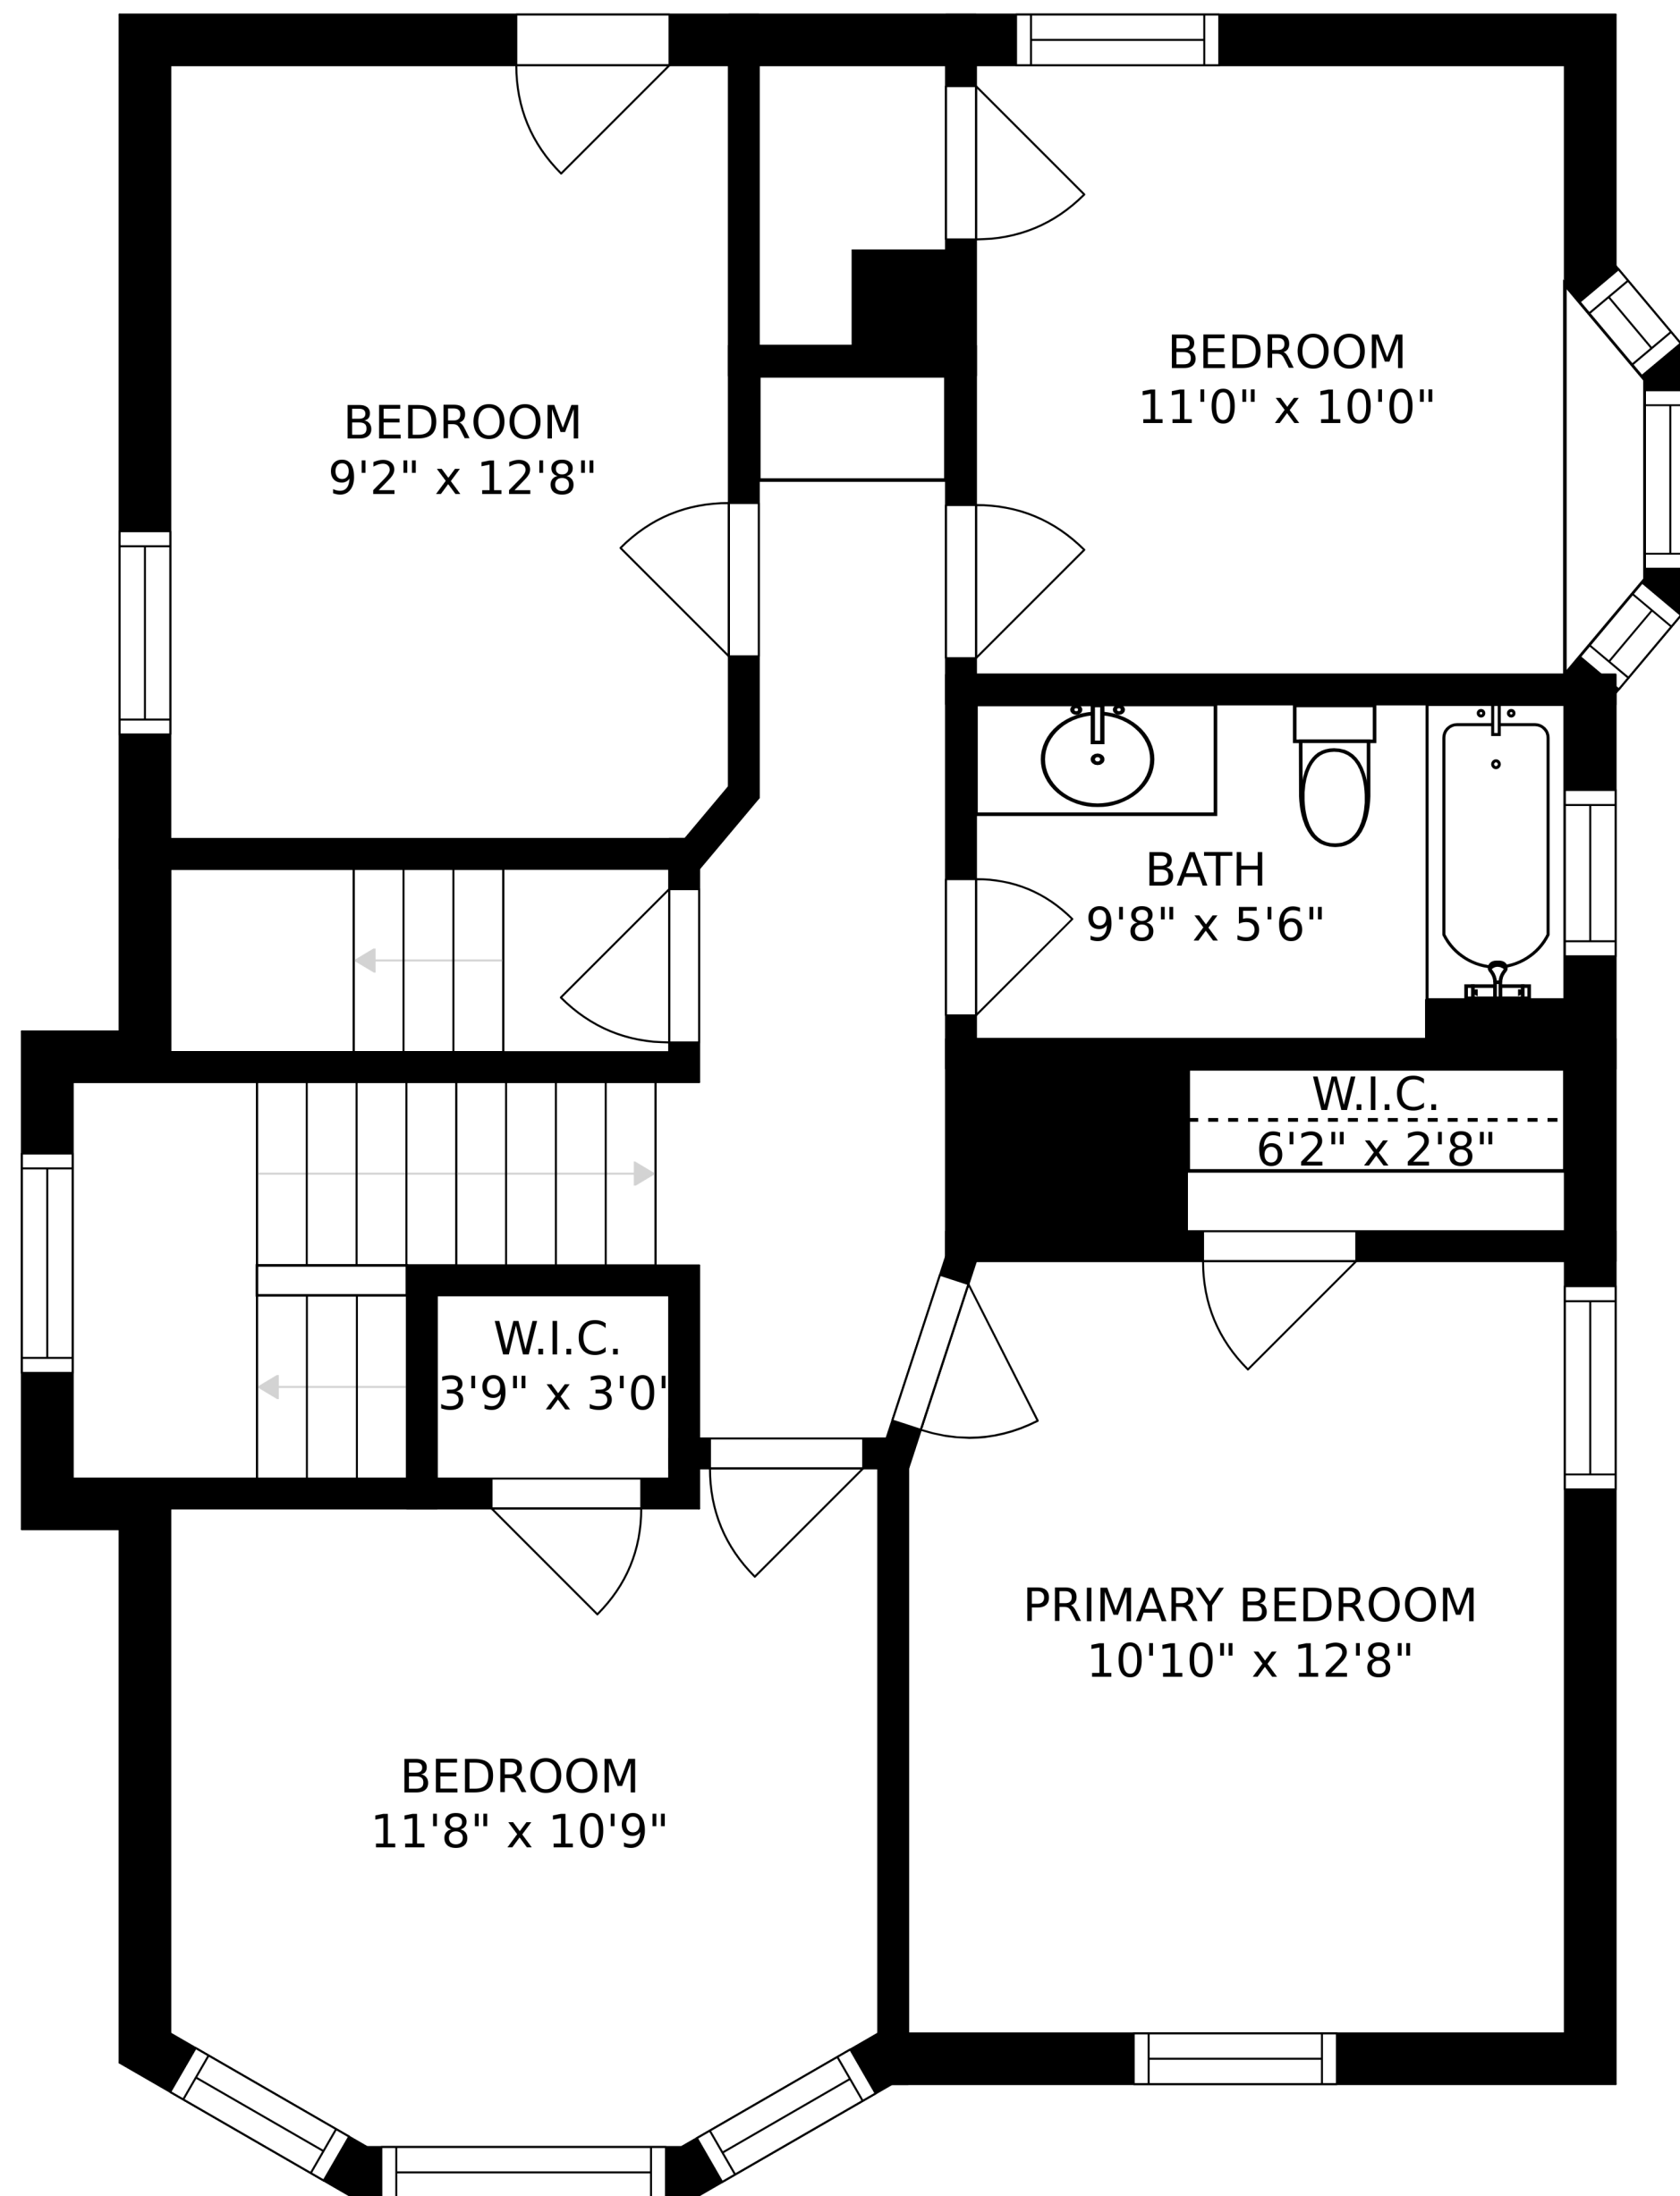 BEDROOM
11'0" x 10'0"
BEDROOM
9'2" x 12'8"
BATH
9'8" x 5'6"
W.I.C.
6'2" x 2'8"
W.I.C.
3'9" x 3'0'
PRIMARY BEDROOM
10'10" x 12'8"
BEDROOM
11'8" x 10'9"